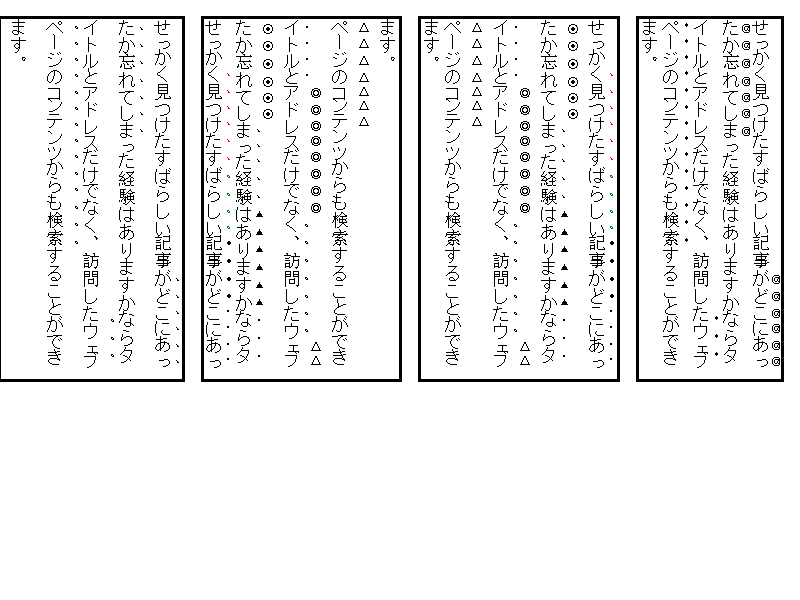 せっかく見つけたすばらしい記事がどこにあっ
たか忘れてしまった経験はありますかならタ
イトルとアドレスだけでなく、訪問したウェブ
ページのコンテンツからも検索することができ
ます。
せっかく見つけたすばらしい記事がどこにあっ
たか忘れてしまった経験はありますかならタ
イトルとアドレスだけでなく、訪問したウェブ
ページのコンテンツからも検索することができ
ます。
せっかく見つけたすばらしい記事がどこにあっ
たか忘れてしまった経験はありますかならタ
イトルとアドレスだけでなく、訪問したウェブ
ページのコンテンツからも検索することができ
ます。
せっかく見つけたすばらしい記事がどこにあっ
たか忘れてしまった経験はありますかならタ
イトルとアドレスだけでなく、訪問したウェブ
ページのコンテンツからも検索することができ
ます。